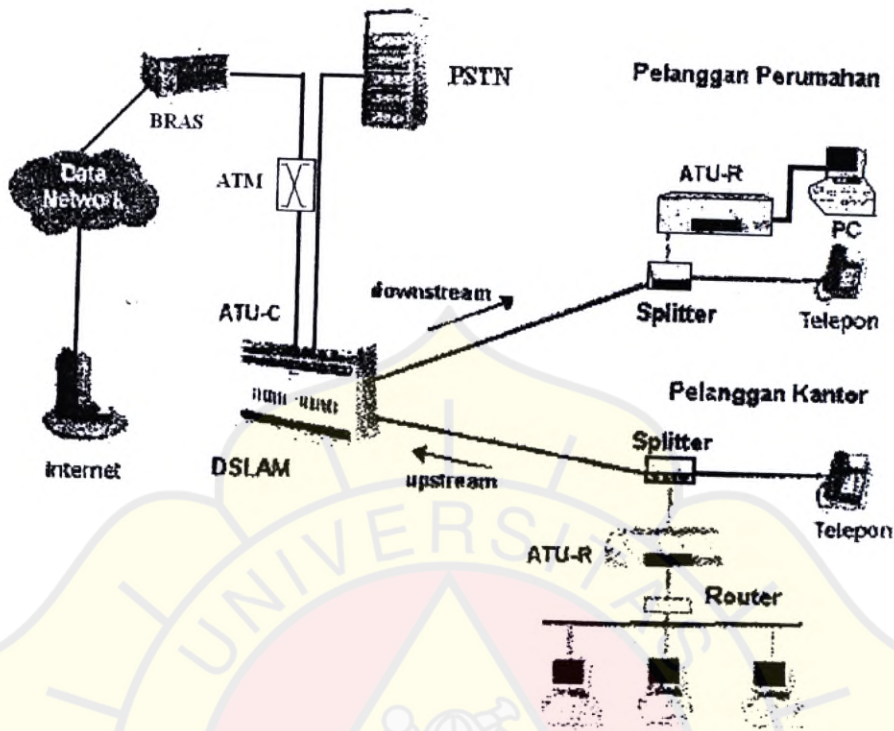 PSTN
Pelanggan Perumahan
BRAS
Data
Network
ATM
ATU-R
PC
downstream
ATU-C
Splitter
Telepon
Pelanggan Kantor
Splitter
Internet
DSLAM
upstream
Telepon
ATU-R
Router
UNIVERSITAS